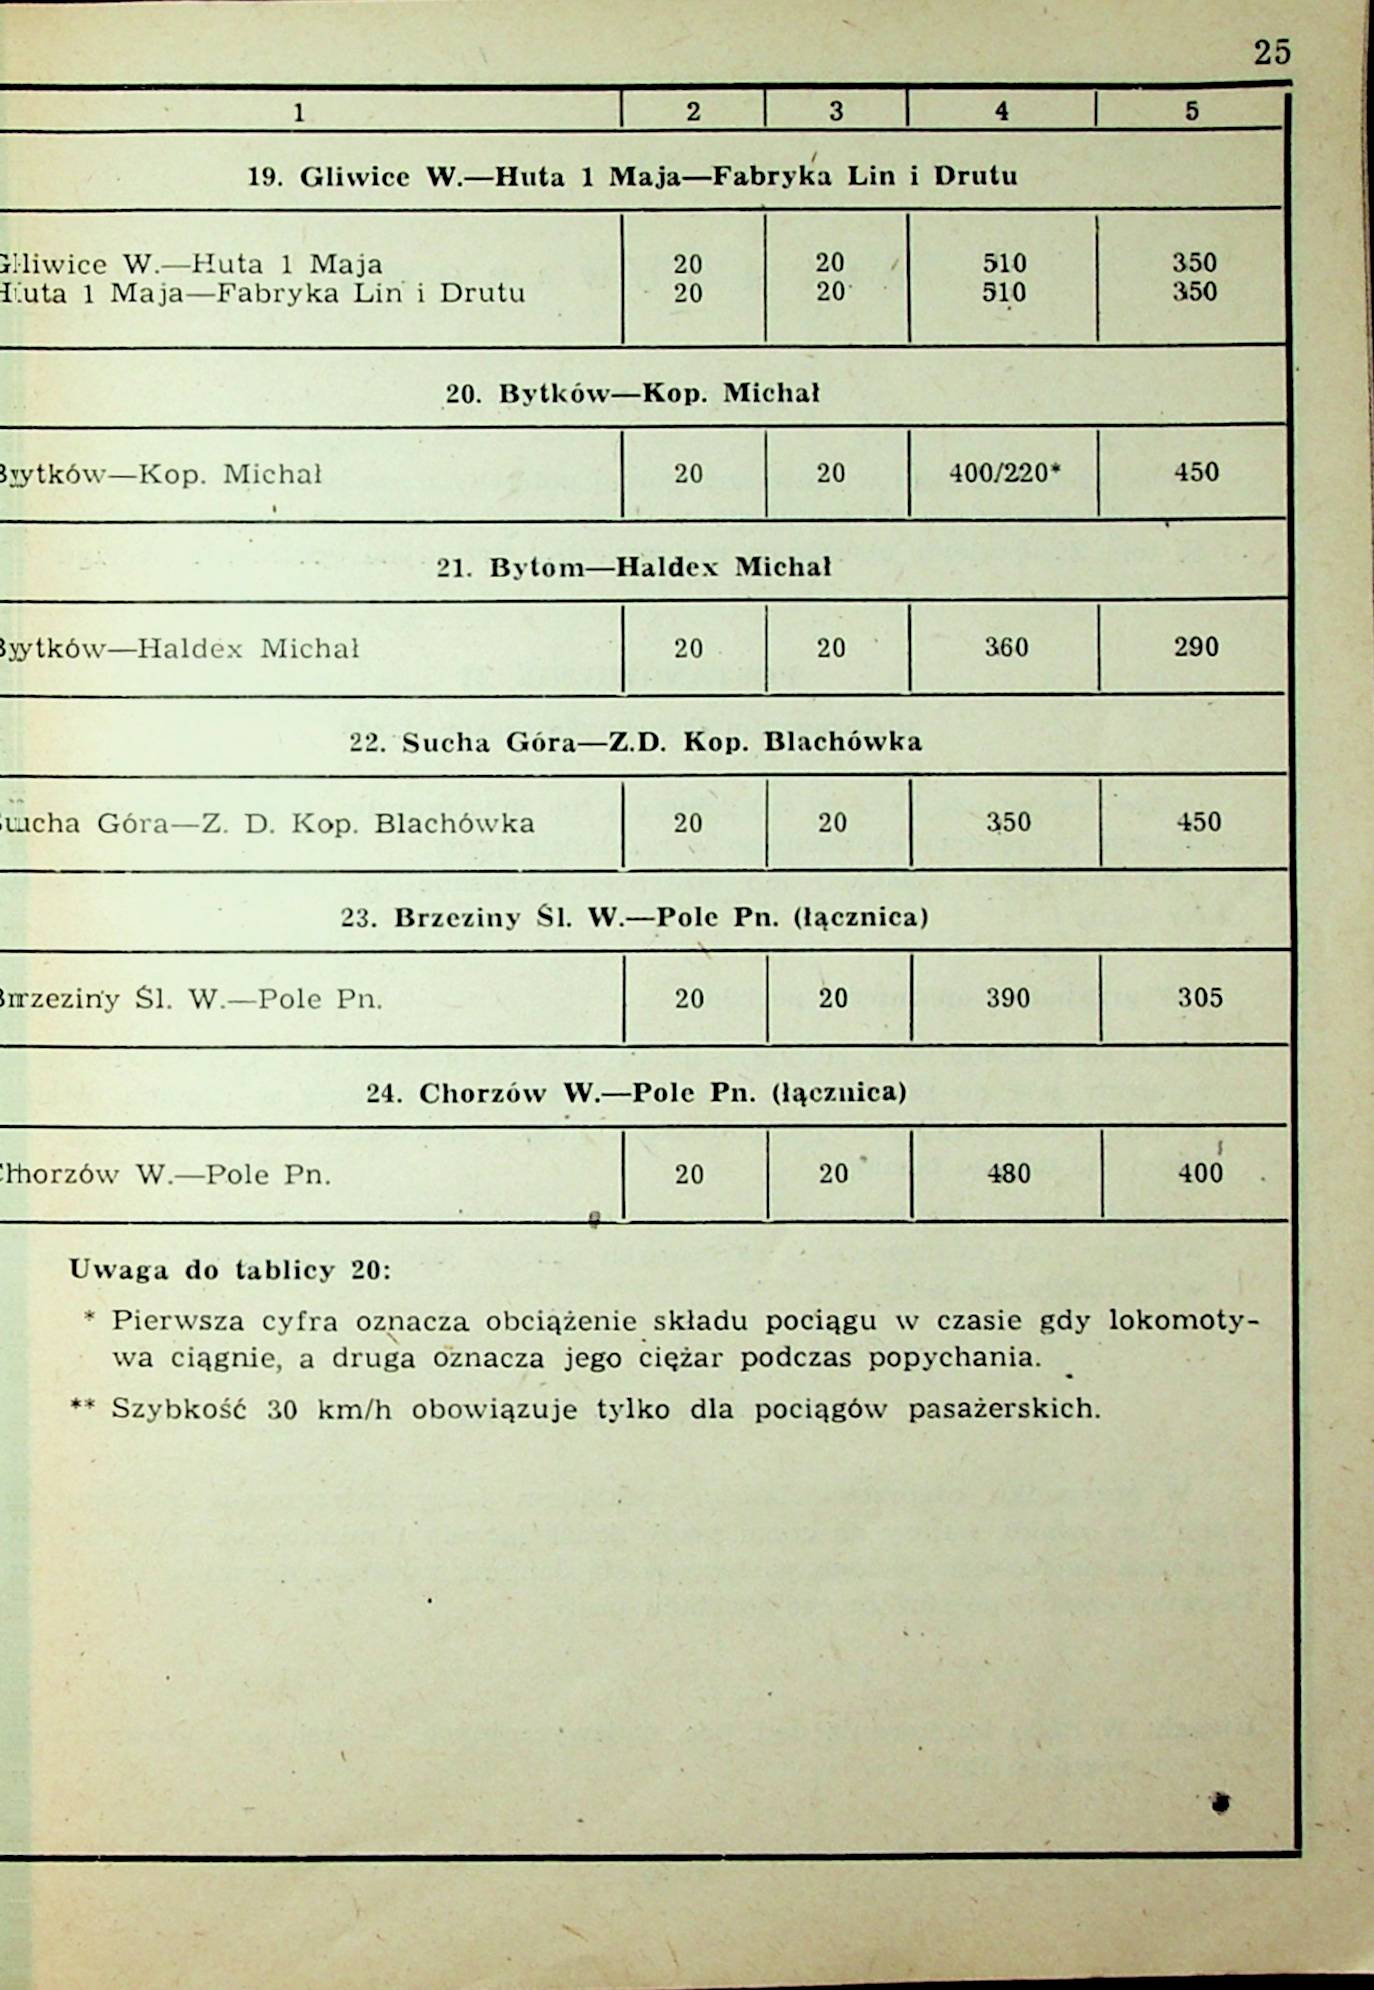 25
1 2 3 4 5
19. Gliwice W.—Huta 1 Maja—Fabryka Lin i Drutu
Gliwice W.—Huta 1 Maja 20 20 510 350
Huta 1 Maja—Fabryka Lin i Drutu 20 20 510 350
20. Bytków—Kop. Michał
Bytków—Kop. Michał 20 20 400/220* 450
21. Bytom—Haldex Michał
Bytków—Haldex Michał 20 20 360 290
22. Sucha Góra—Z.D. Kop. Blachówka
Sucha Góra—Z. D. Kop. Blachówka 20 20 350 450
23. Brzeziny Śl. W.—Pole Pn. (łącznica)
Brzeziny Śl. W.—Pole Pn. 20 20 390 305
24. Chorzów W.—Pole Pn. (łącznica)
Chorzów W.—Pole Pn. 20 20 480 400
Uwaga do tablicy 20:
* Pierwsza cyfra oznacza obciążenie składu pociągu w czasie gdy lokomoty-
wa ciągnie, a druga oznacza jego ciężar podczas popychania.
** Szybkość 30 km/h obowiązuje tylko dla pociągów pasażerskich.